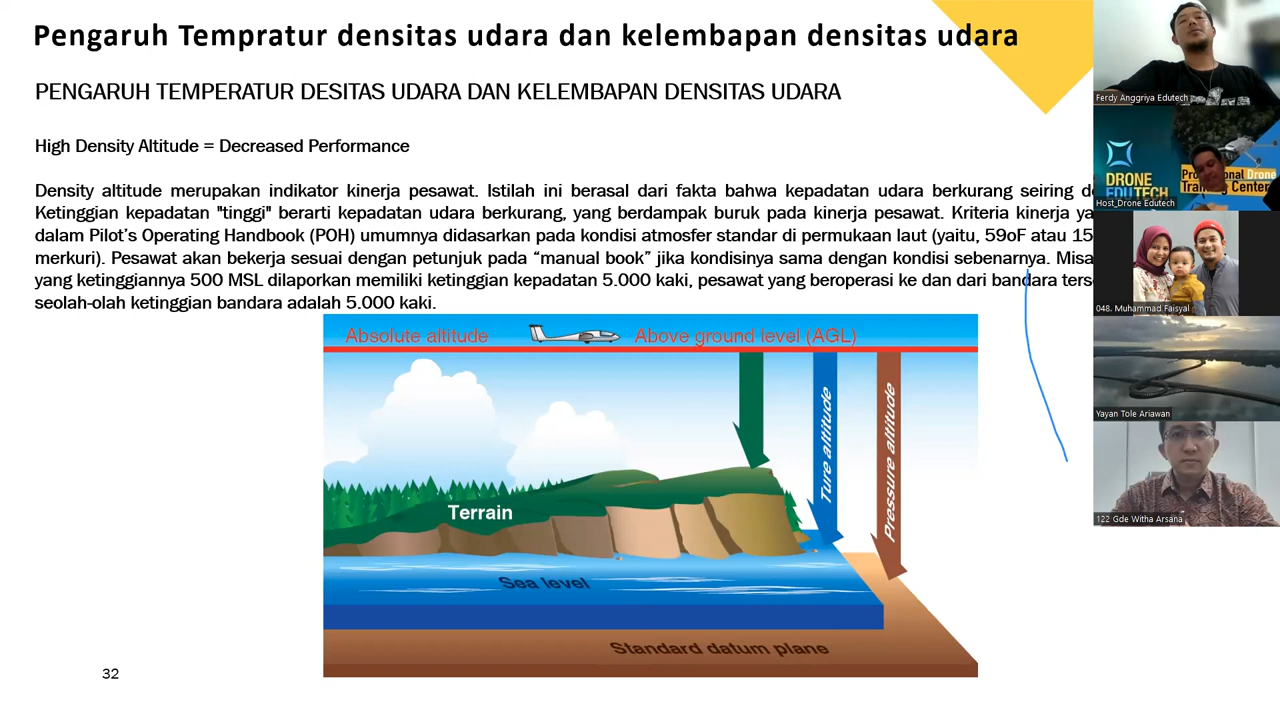 Pengaruh Tempratur densitas udara dan kelembapan densitas udara
PENGARUH TEMPERATUR DESITAS UDARA DAN KELEMBAPAN DENSITAS UDARA
High Density Altitude = Decreased Performance
Density altitude merupakan indikator kinerja pesawat. Istilah ini berasal dari fakta bahwa kepadatan udara berkurang seiring
Ketinggian kepadatan "tinggi" berarti kepadatan udara berkurang, yang berdampak buruk pada kinerja pesawat. Kriteria kinerja
dalam Pilot's Operating Handbook (POH) umumnya didasarkan pada kondisi atmosfer standar di permukaan laut (yaitu, 59oF atau 15
merkuri). Pesawat akan bekerja sesuai dengan petunjuk pada “manual book” jika kondisinya sama dengan kondisi sebenarnya.
yang ketinggiannya 500 MSL dilaporkan memiliki ketinggian kepadatan 5.000 kaki, pesawat yang beroperasi ke dan dari bandara
seolah-olah ketinggian bandara adalah 5.000 kaki.
Absolute altitude
Above ground level (AGL)
Ture altitude
Pressure altitude
Terrain
Sea level
Standard datum plane
32
Ferdy Anggriya Edutech
DRONE
EDUTECH
Professional Drone
Training Center
Host_Drone Edutech
048. Muhammad Faisyal
Yayan Tole Ariawan
122 Gde Witha Arsana